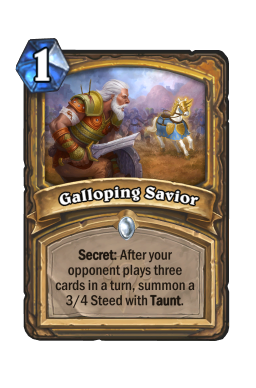 1
Galloping Savior
Secret: After your
opponent plays three
cards in a turn, summon a
3/4 Steed with Taunt.